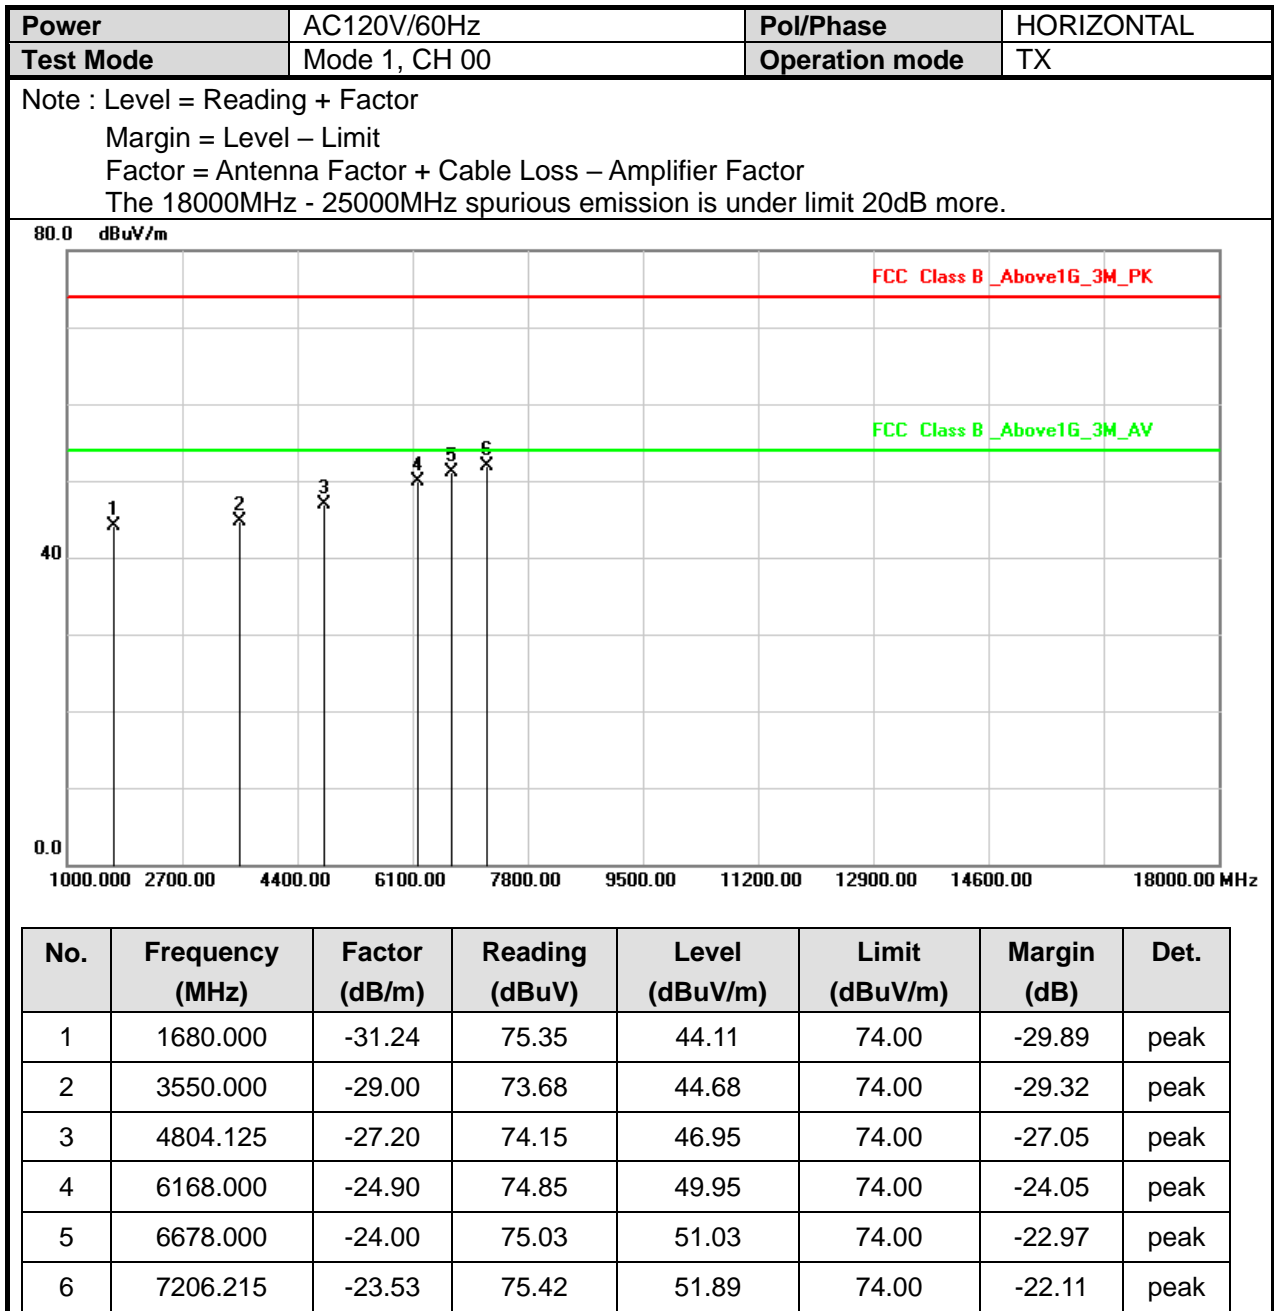 Power AC120V/60Hz Pol/Phase HORIZONTAL
Test Mode Mode 1, CH 00 Operation mode TX
Note : Level = Reading + Factor
Margin = Level – Limit
Factor = Antenna Factor + Cable Loss – Amplifier Factor
The 18000MHz - 25000MHz spurious emission is under limit 20dB more.
80.0 dBuV/m
FCC Class B _Above1G_3M_PK
FCC Class B _Above1G_3M_AV
1 2 3 4 5 6
40
0.0
1000.000 2700.00 4400.00 6100.00 7800.00 9500.00 11200.00 12900.00 14600.00 18000.00 MHz
No. Frequency Factor Reading Level Limit Margin Det.
(MHz) (dB/m) (dBuV) (dBuV/m) (dBuV/m) (dB)
1 1680.000 -31.24 75.35 44.11 74.00 -29.89 peak
2 3550.000 -29.00 73.68 44.68 74.00 -29.32 peak
3 4804.125 -27.20 74.15 46.95 74.00 -27.05 peak
4 6168.000 -24.90 74.85 49.95 74.00 -24.05 peak
5 6678.000 -24.00 75.03 51.03 74.00 -22.97 peak
6 7206.215 -23.53 75.42 51.89 74.00 -22.11 peak